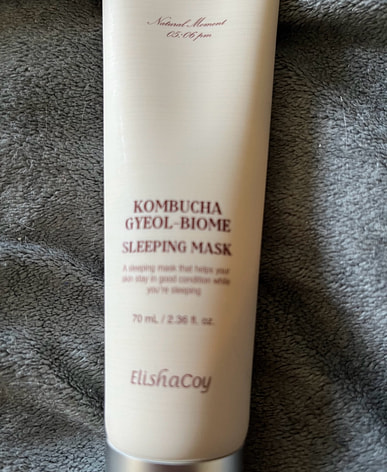 Natural Moment
05:06 pm
KOMBUCHA
GYEOL-BIOME
SLEEPING MASK
A sleeping mask that helps your
skin stay in good condition while
you're sleeping
70 mL / 2.36 fl. oz.
ElishaCoy